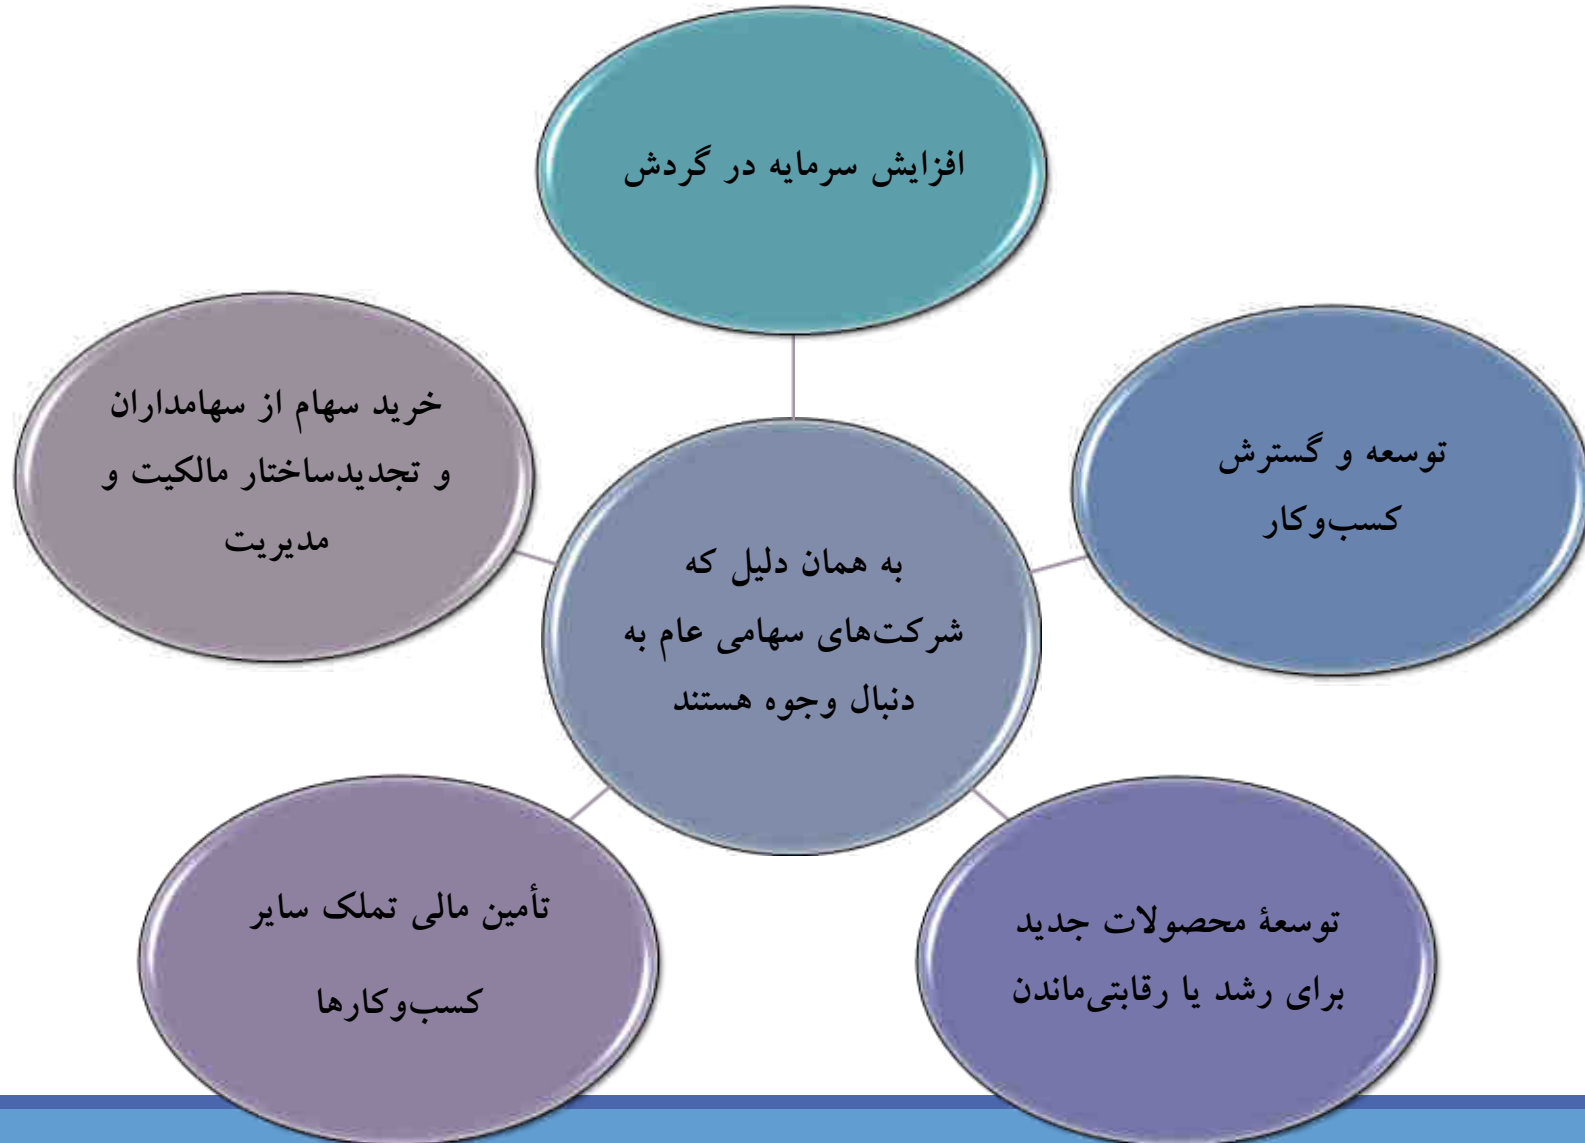 افزایش سرمایه در گردش
توسعه و گسترش
کسب‌وکار
توسعهٔ محصولات جدید
برای رشد یا رقابتی‌ماندن
تأمین مالی تملک سایر
کسب‌وکارها
خرید سهام از سهامداران
و تجدیدساختار مالکیت و
مدیریت
به همان دلیل که
شرکت‌های سهامی عام به
دنبال وجوه هستند